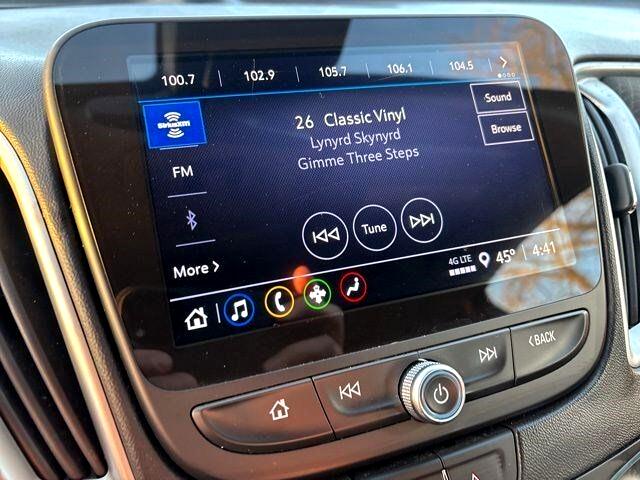 100.7 102.9 105.7 106.1 104.5 >
SiriusXM
26 Classic Vinyl
Lynyrd Skynyrd
Gimme Three Steps
Sound
Browse
FM
Tune
More >
4G LTE 45° 4:41
<BACK